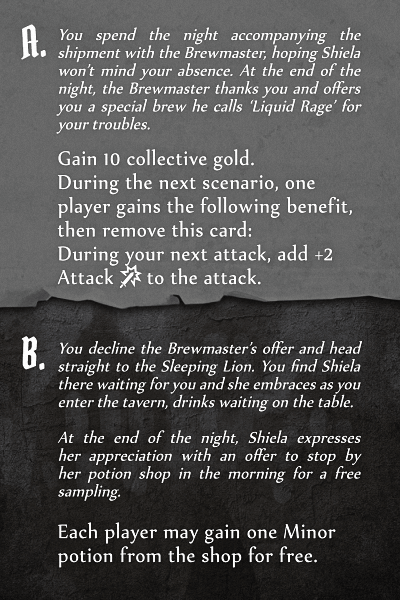 A. You spend the night accompanying the
shipment with the Brewmaster, hoping Shiela
won't mind your absence. At the end of the
night, the Brewmaster thanks you and offers
you a special brew he calls 'Liquid Rage' for
your troubles.
Gain 10 collective gold.
During the next scenario, one
player gains the following benefit,
then remove this card:
During your next attack, add +2
Attack to the attack.
B. You decline the Brewmaster's offer and head
straight to the Sleeping Lion. You find Shiela
there waiting for you and she embraces as you
enter the tavern, drinks waiting on the table.
At the end of the night, Shiela expresses
her appreciation with an offer to stop by
her potion shop in the morning for a free
sampling.
Each player may gain one Minor
potion from the shop for free.